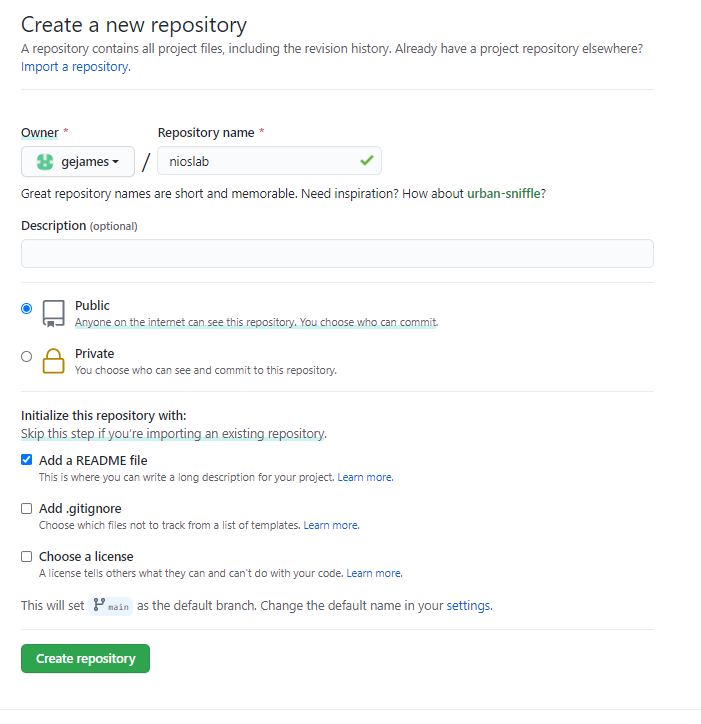 Create a new repository
A repository contains all project files, including the revision history. Already have a project repository elsewhere?
Import a repository.
Owner * Repository name *
gejames / nioslab
Great repository names are short and memorable. Need inspiration? How about urban-sniffle?
Description (optional)
Public
Anyone on the internet can see this repository. You choose who can commit.
Private
You choose who can see and commit to this repository.
Initialize this repository with:
Skip this step if you're importing an existing repository.
Add a README file
This is where you can write a long description for your project. Learn more.
Add .gitignore
Choose which files not to track from a list of templates. Learn more.
Choose a license
A license tells others what they can and can't do with your code. Learn more.
This will set main as the default branch. Change the default name in your settings.
Create repository